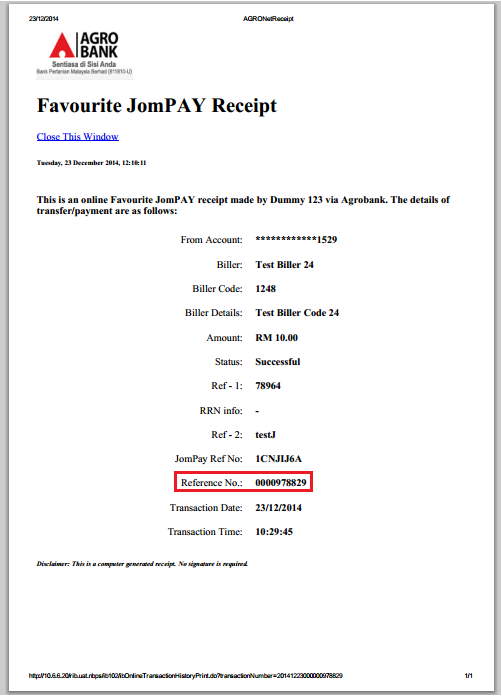 23/12/2014 AGRONetReceipt
AGRO
BANK
Sentiasa di Sisi Anda
Bank Pertanian Malaysia Berhad (811810-U)
Favourite JomPAY Receipt
Close This Window
Tuesday, 23 December 2014, 12:10:11
This is an online Favourite JomPAY receipt made by Dummy 123 via Agrobank. The details of
transfer/payment are as follows:
From Account: ************1529
Biller: Test Biller 24
Biller Code: 1248
Biller Details: Test Biller Code 24
Amount: RM 10.00
Status: Successful
Ref - 1: 78964
RRN info: -
Ref - 2: testJ
JomPay Ref No: 1CNJIJ6A
Reference No.: 0000978829
Transaction Date: 23/12/2014
Transaction Time: 10:29:45
Disclaimer: This is a computer generated receipt. No signature is required.
http://10.6.6.20/rib.uat.nbps/ib102/ibOnlineTransactionHistoryPrint.do?transactionNumber=201412230000000978829 1/1